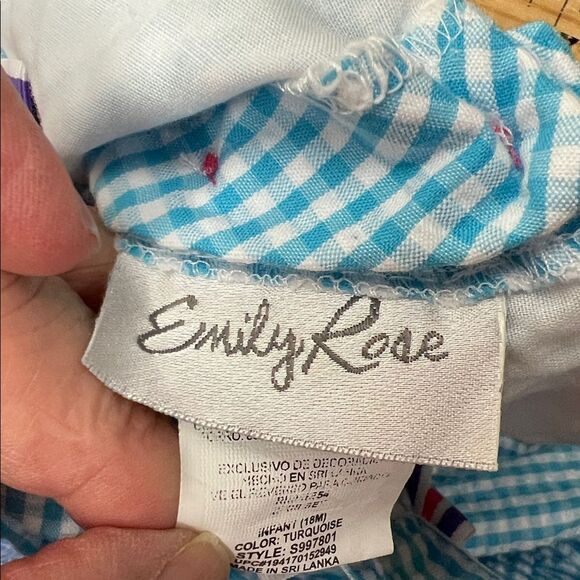 Emily Rose
EXCLUSIVO DE DECORACION
HECHO EN SRI LANKA
INFANT (18M)
COLOR: TURQUOISE
STYLE: S997801
UPC#194170152949
MADE IN SRI LANKA